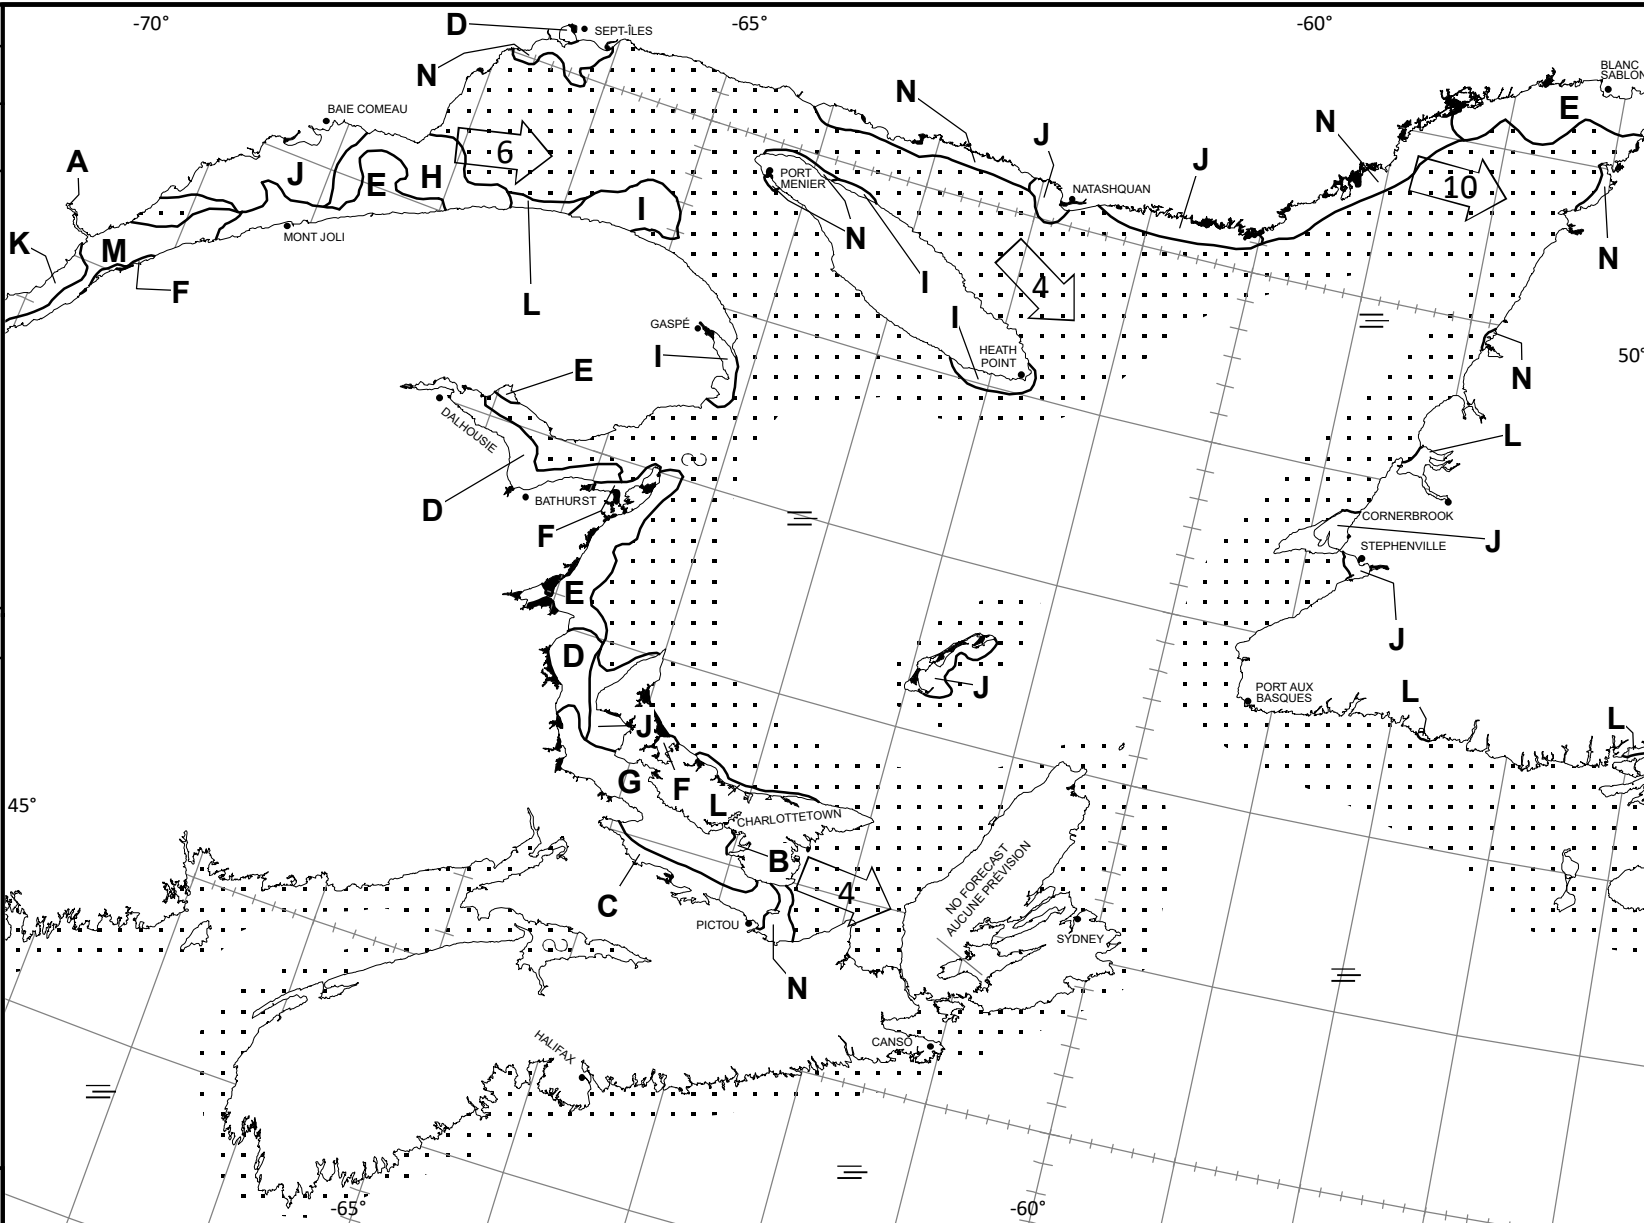 -70°
D
SEPT-ÎLES
-65°
-60°
BLANC
SABLON
N
N
E
BAIE COMEAU
J
N
A
J
E
H
6
PORT
MENIER
J
10
NATASHQUAN
I
K
M
MONT JOLI
N
N
F
L
I
4
I
GASPÉ
I
HEATH
POINT
50°
E
N
DALHOUSIE
L
D
BATHURST
CORNERBROOK
F
J
STEPHENVILLE
E
D
J
J
PORT AUX
BASQUES
L
L
J
G
F
L
45°
CHARLOTTETOWN
B
NO FORECAST
AUCUNE PRÉVISION
4
C
PICTOU
SYDNEY
N
HALIFAX
CANSO
-65°
-60°